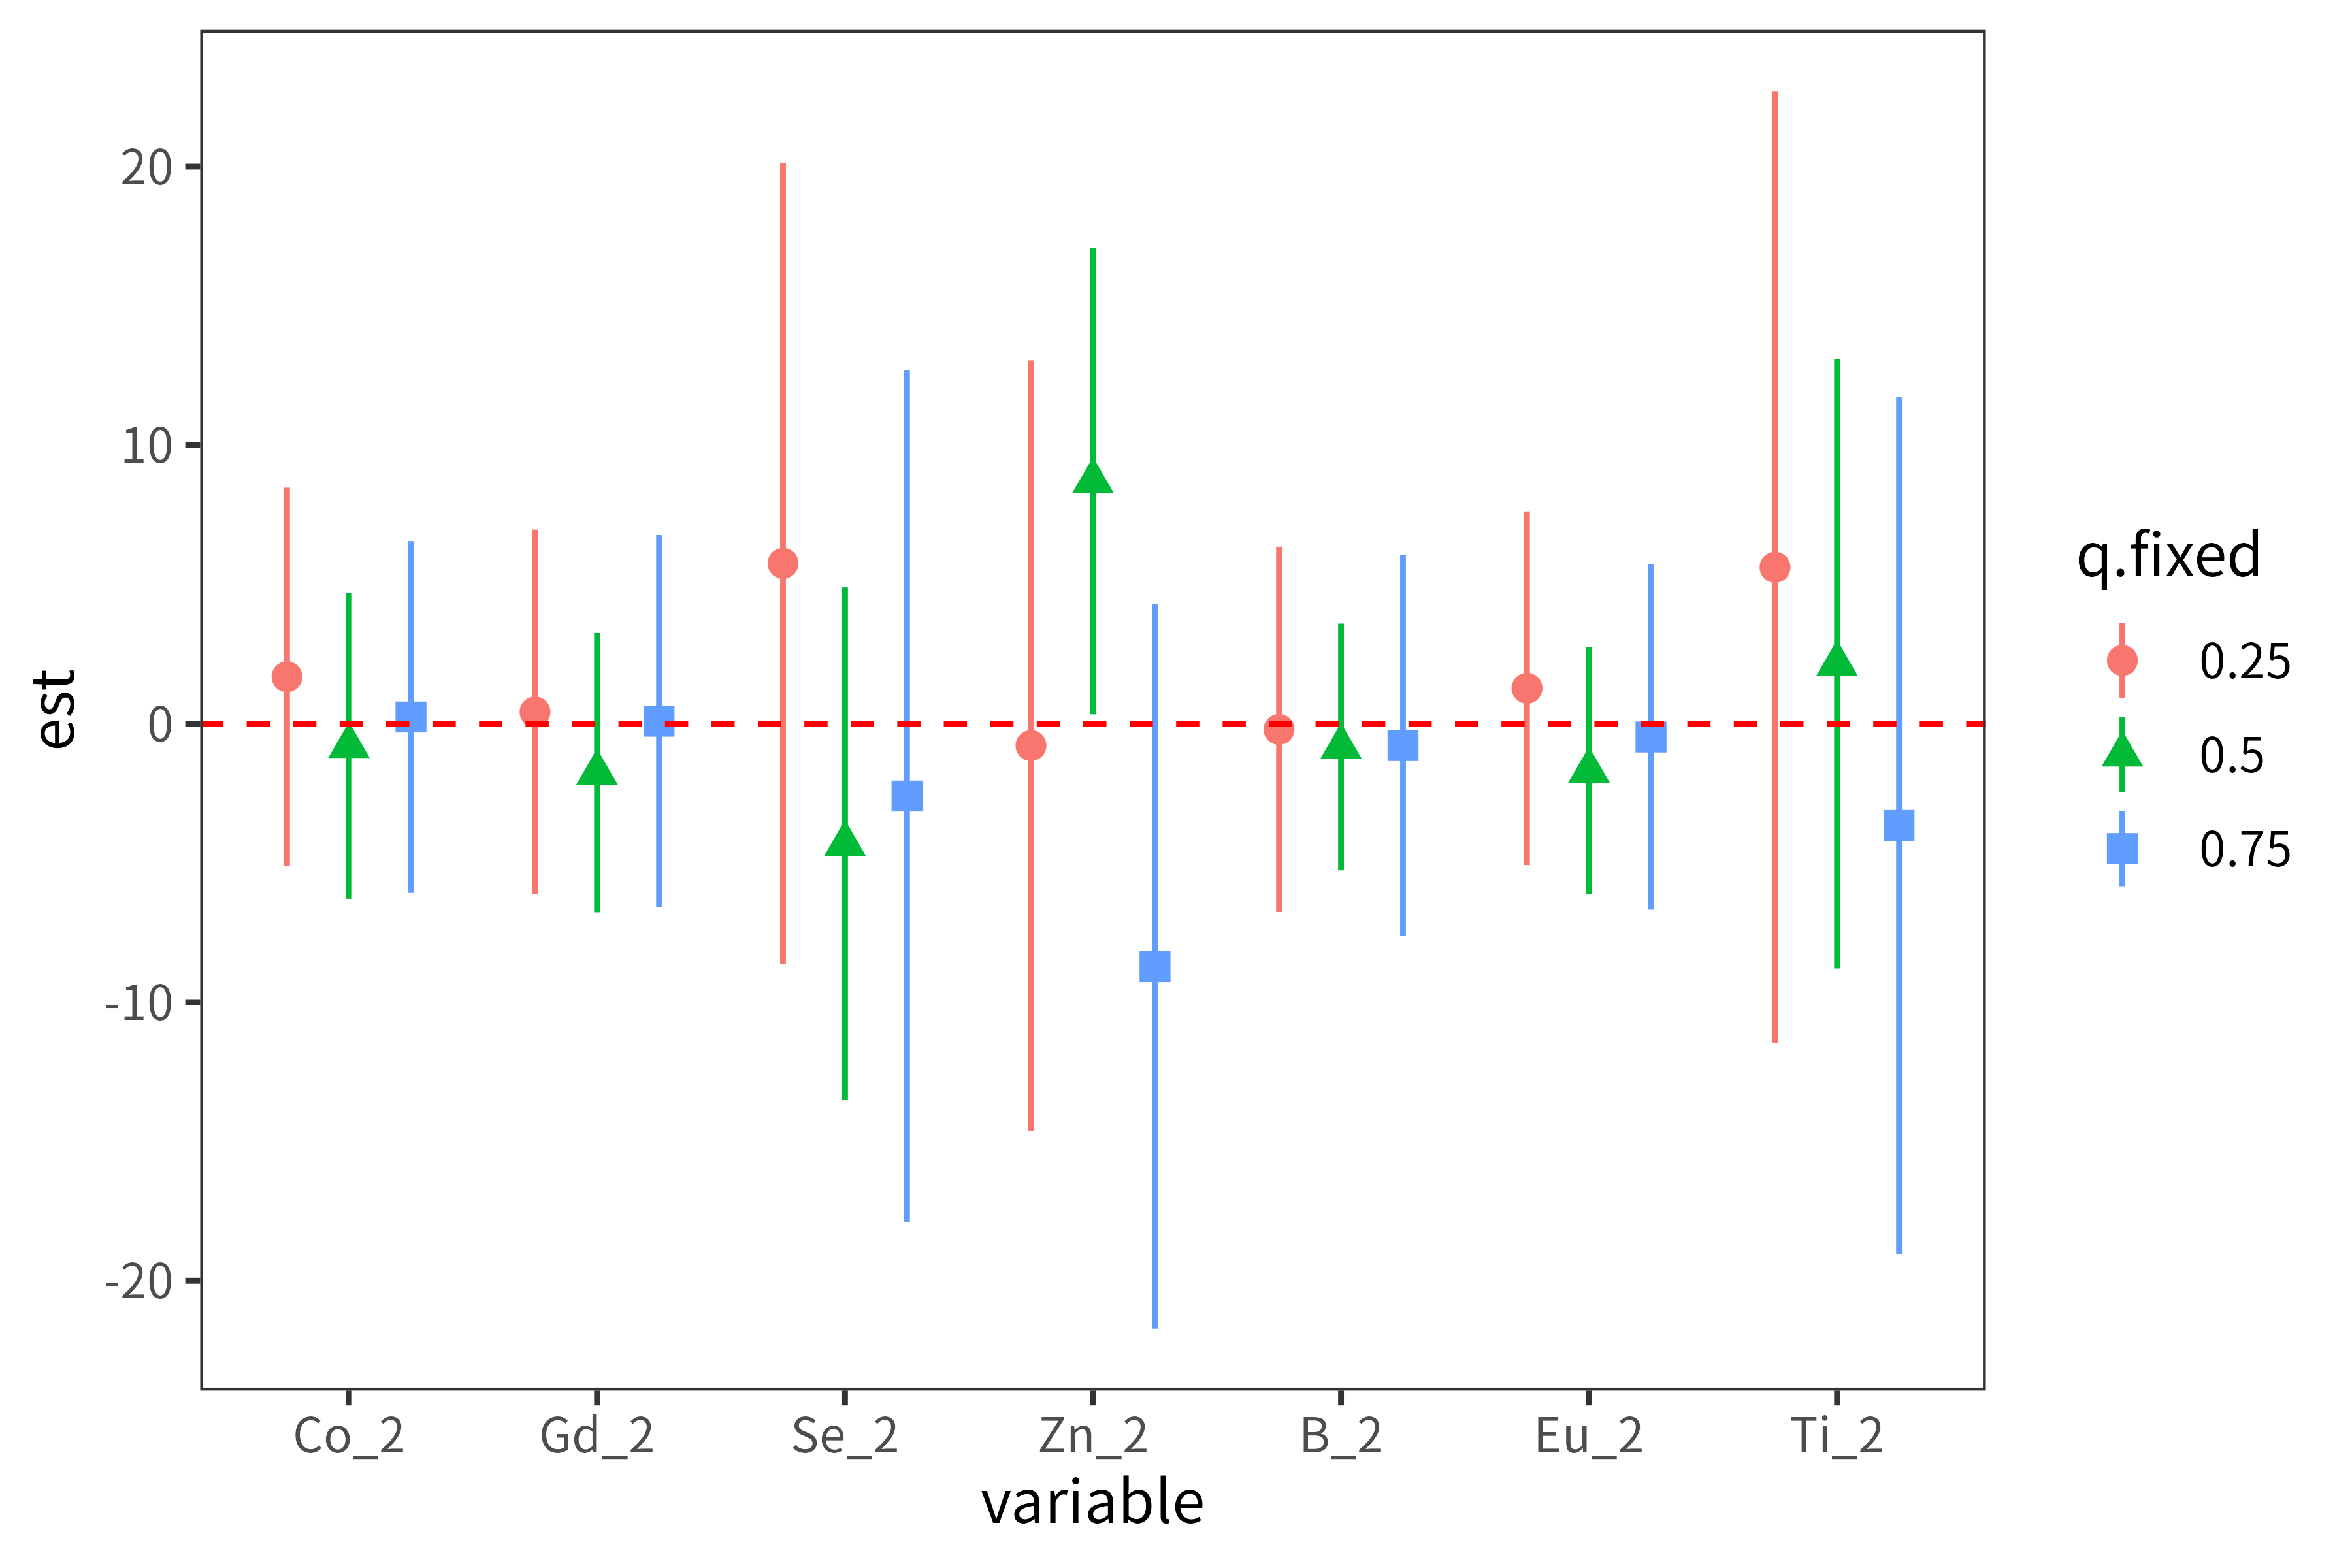 est
20
10
0
-10
-20
Co_2
Gd_2
Se_2
Zn_2
B_2
Eu_2
Ti_2
variable
q.fixed
0.25
0.5
0.75